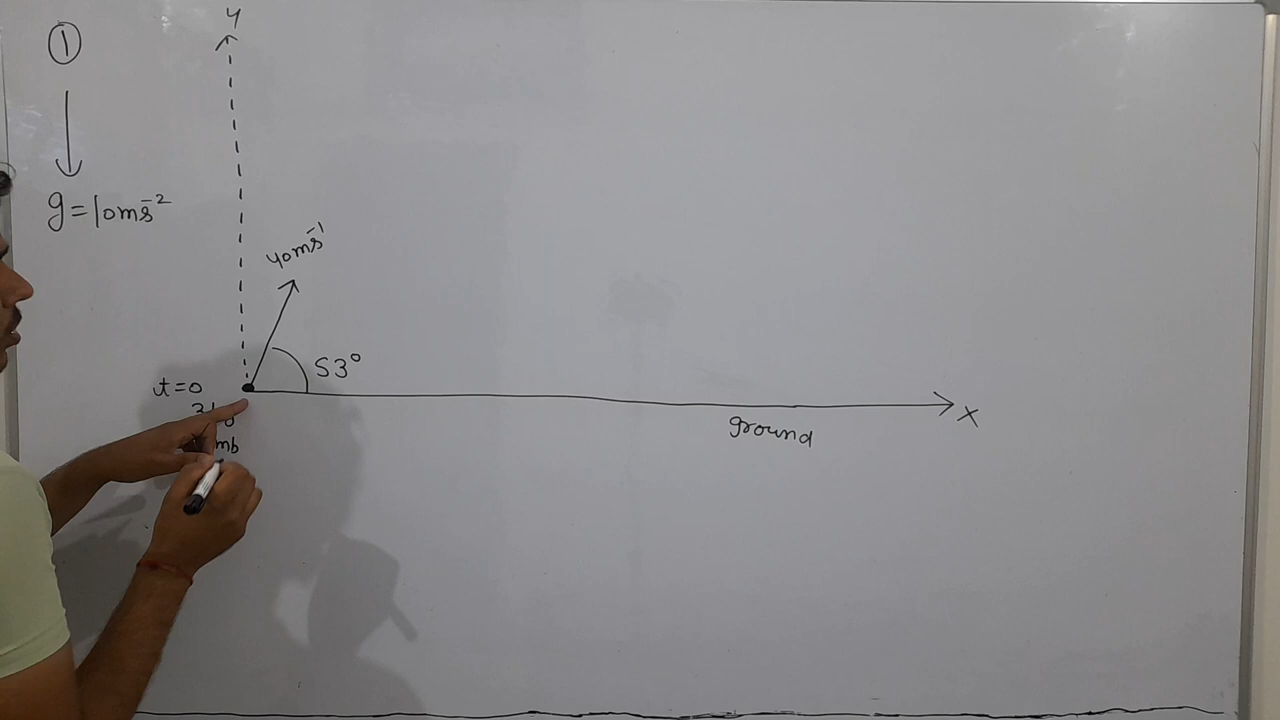 ①
y
g=10ms⁻²
40ms⁻¹
53°
t=0
mb
ground
x